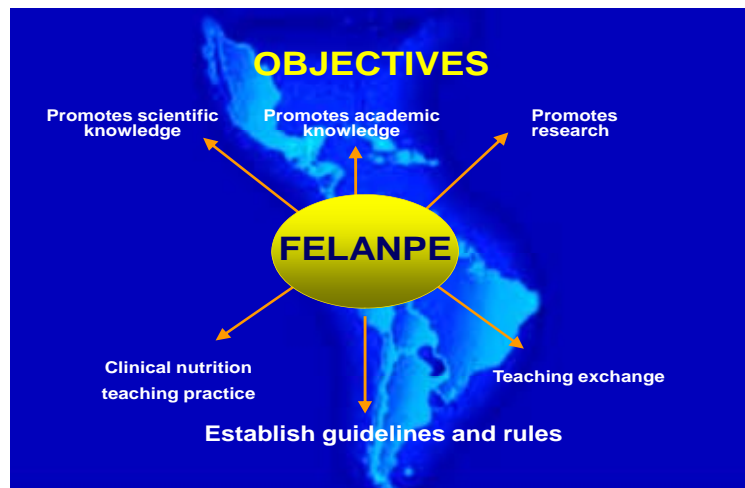 OBJECTIVES
Promotes scientific
knowledge
Promotes academic
knowledge
Promotes
research
FELANPE
Clinical nutrition
teaching practice
Teaching exchange
Establish guidelines and rules